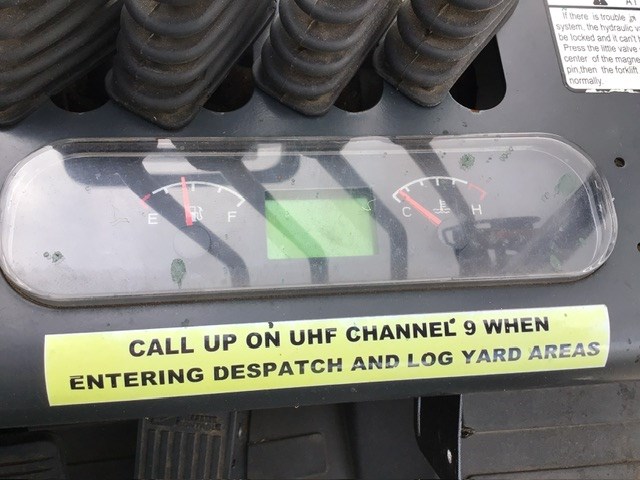 If there is trouble
system, the hydraulic
be locked and it can't
Press the little valve
center of the magne
pin,then the forklift
normally.
E F
C H
CALL UP ON UHF CHANNEL 9 WHEN
ENTERING DESPATCH AND LOG YARD AREAS